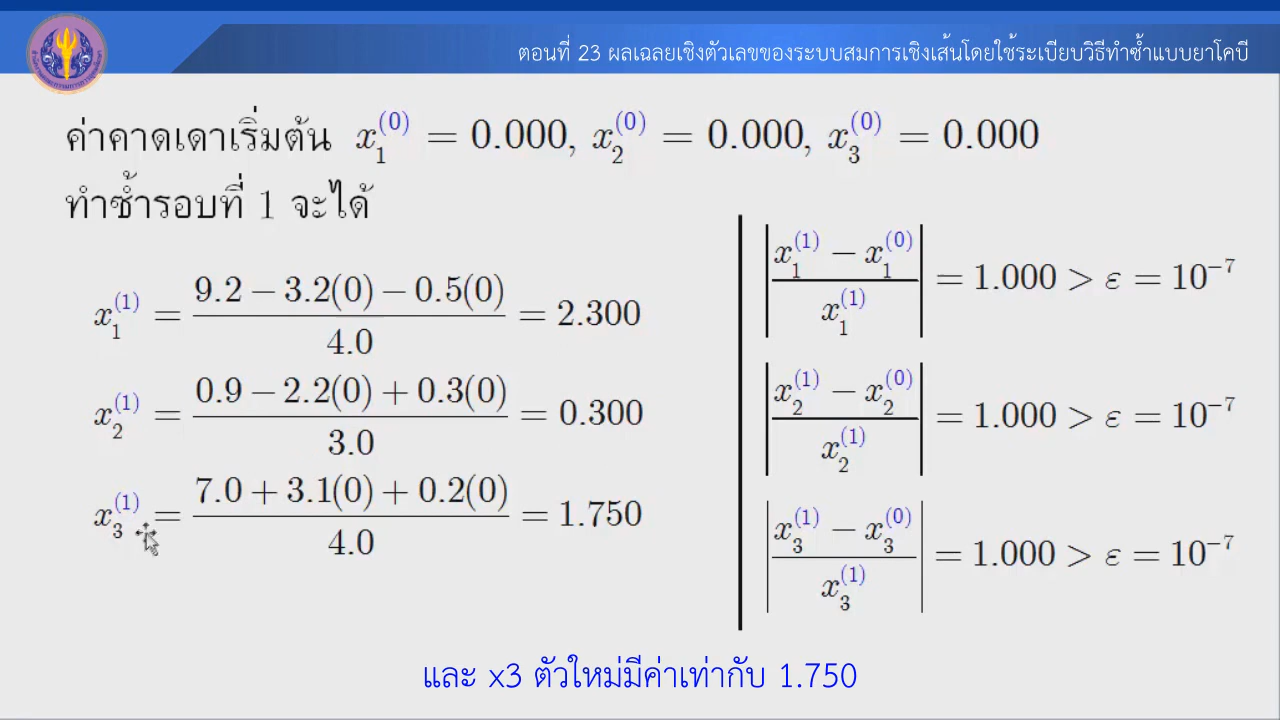 ตอนที่ 23 ผลเฉลยเชิงตัวเลขของระบบสมการเชิงเส้นโดยใช้ระเบียบวิธีทำซ้ำแบบยาโคบี
ค่าคาดเดาเริ่มต้น x₁⁽⁰⁾ = 0.000, x₂⁽⁰⁾ = 0.000, x₃⁽⁰⁾ = 0.000
ทำซ้ำรอบที่ 1 จะได้
x₁⁽¹⁾ = (9.2 − 3.2(0) − 0.5(0)) / 4.0 = 2.300
x₂⁽¹⁾ = (0.9 − 2.2(0) + 0.3(0)) / 3.0 = 0.300
x₃⁽¹⁾ = (7.0 + 3.1(0) + 0.2(0)) / 4.0 = 1.750
|(x₁⁽¹⁾ − x₁⁽⁰⁾) / x₁⁽¹⁾| = 1.000 > ε = 10⁻⁷
|(x₂⁽¹⁾ − x₂⁽⁰⁾) / x₂⁽¹⁾| = 1.000 > ε = 10⁻⁷
|(x₃⁽¹⁾ − x₃⁽⁰⁾) / x₃⁽¹⁾| = 1.000 > ε = 10⁻⁷
และ x3 ตัวใหม่มีค่าเท่ากับ 1.750